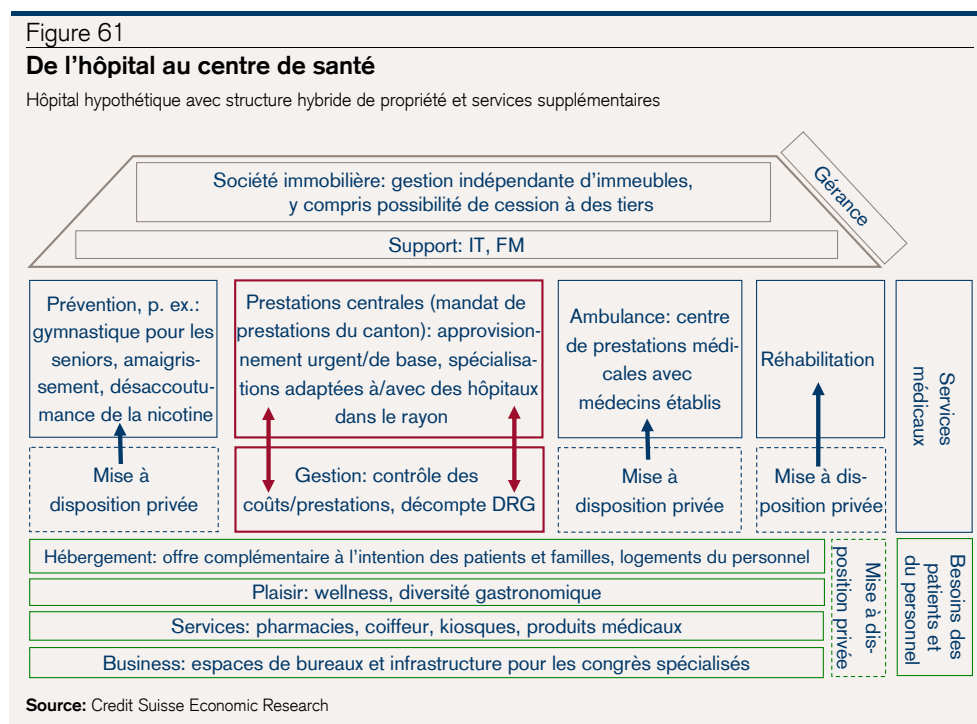 Figure 61
De l'hôpital au centre de santé
Hôpital hypothétique avec structure hybride de propriété et services supplémentaires
Société immobilière: gestion indépendante d'immeubles,
y compris possibilité de cession à des tiers
Gérance
Support: IT, FM
Prévention, p. ex.:
gymnastique pour les
seniors, amaigris-
sement, désaccoutu-
mance de la nicotine
Prestations centrales (mandat de
prestations du canton): approvision-
nement urgent/de base, spécialisa-
tions adaptées à/avec des hôpitaux
dans le rayon
Ambulance: centre
de prestations médi-
cales avec
médecins établis
Réhabilitation
Services
médicaux
Mise à
disposition privée
Gestion: contrôle des
coûts/prestations, décompte DRG
Mise à
disposition privée
Mise à dis-
position privée
Hébergement: offre complémentaire à l'intention des patients et familles, logements du personnel
Plaisir: wellness, diversité gastronomique
Services: pharmacies, coiffeur, kiosques, produits médicaux
Business: espaces de bureaux et infrastructure pour les congrès spécialisés
Mise à dis-
position privée
Besoins des
patients et
du personnel
Source: Credit Suisse Economic Research